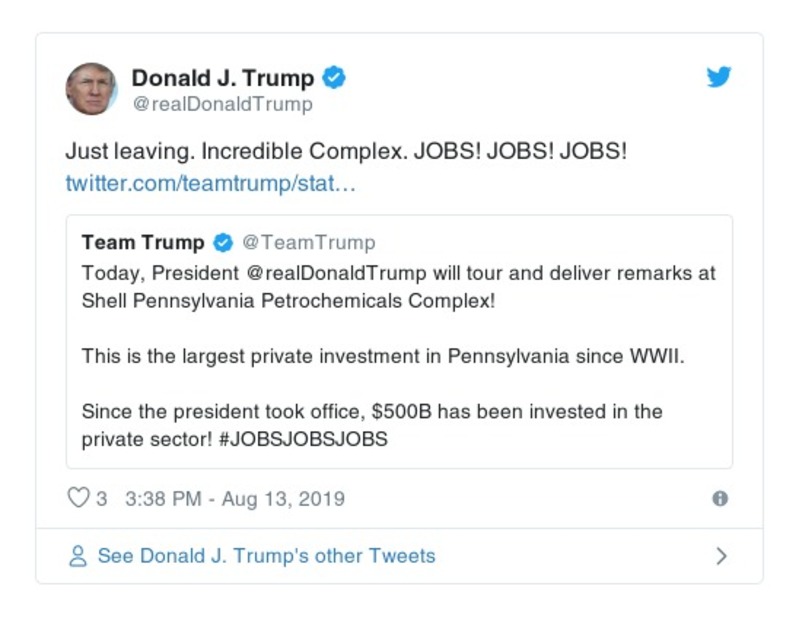 Donald J. Trump
@realDonaldTrump
Just leaving. Incredible Complex. JOBS! JOBS! JOBS!
twitter.com/teamtrump/stat…
Team Trump @TeamTrump
Today, President @realDonaldTrump will tour and deliver remarks at
Shell Pennsylvania Petrochemicals Complex!
This is the largest private investment in Pennsylvania since WWII.
Since the president took office, $500B has been invested in the
private sector! #JOBSJOBSJOBS
3 3:38 PM - Aug 13, 2019
See Donald J. Trump's other Tweets